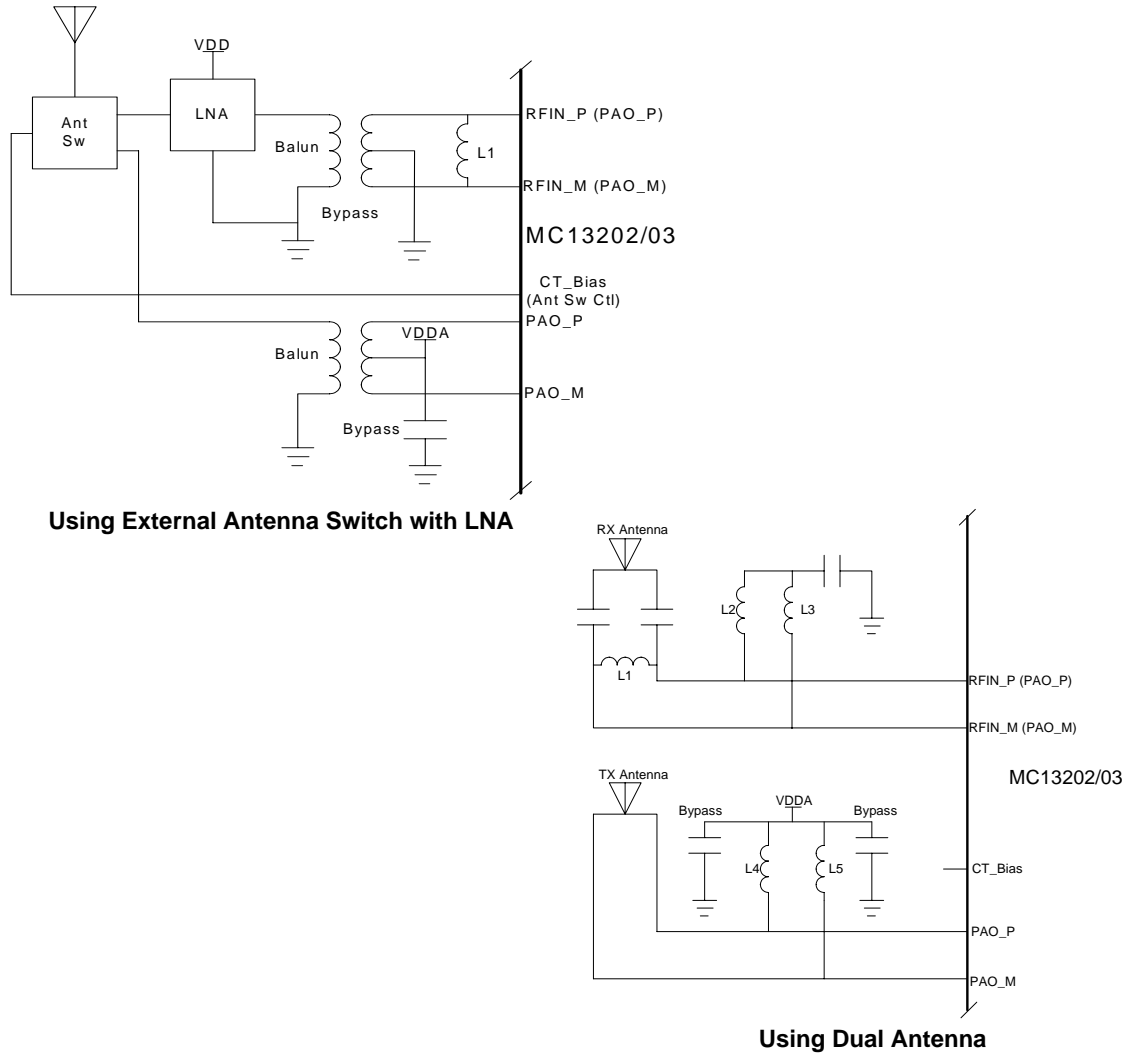 VDD
Ant
Sw
LNA
Balun
L1
RFIN_P (PAO_P)
RFIN_M (PAO_M)
Bypass
MC13202/03
CT_Bias
(Ant Sw Ctl)
PAO_P
VDDA
Balun
PAO_M
Bypass
Using External Antenna Switch with LNA
RX Antenna
L2
L3
L1
RFIN_P (PAO_P)
RFIN_M (PAO_M)
MC13202/03
TX Antenna
Bypass
VDDA
Bypass
L4
L5
CT_Bias
PAO_P
PAO_M
Using Dual Antenna